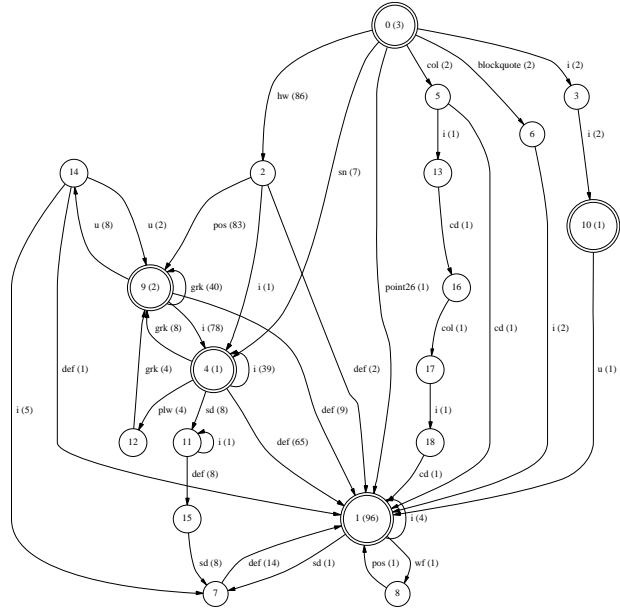 0 (3)
col (2)
blockquote (2)
i (2)
hw (86)
5
3
i (1)
6
i (2)
14
2
sn (7)
13
u (8)
u (2)
pos (83)
cd (1)
10 (1)
9 (2)
grk (40)
i (1)
point26 (1)
16
grk (8)
i (78)
col (1)
cd (1)
i (2)
def (1)
grk (4)
4 (1)
i (39)
def (2)
17
u (1)
i (5)
plw (4)
sd (8)
def (9)
i (1)
12
11
i (1)
def (65)
18
def (8)
cd (1)
15
1 (96)
i (4)
sd (8)
def (14)
sd (1)
pos (1)
wf (1)
7
8